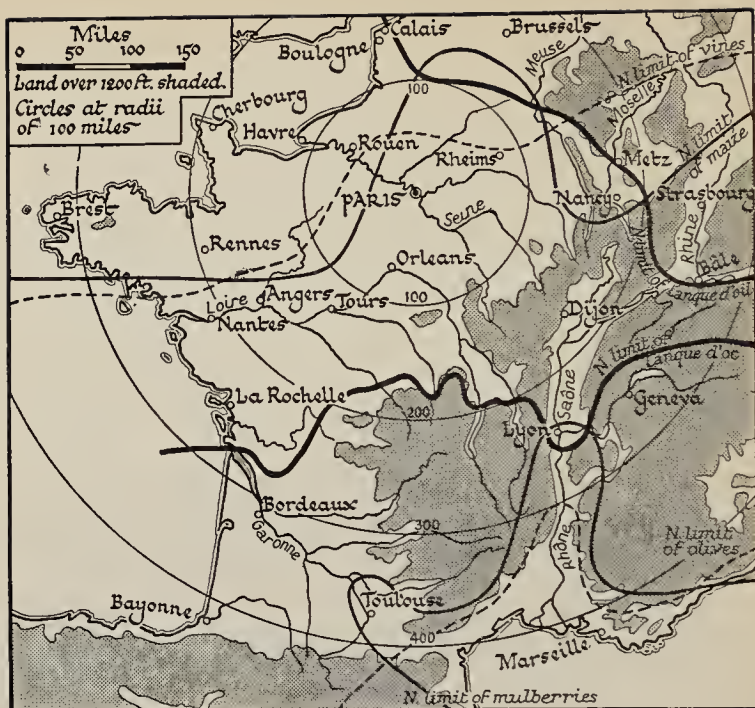 Miles
0 50 100 150
Land over 1200 ft. shaded.
Circles at radii
of 100 miles
Calais
Boulogne
Brussels
Meuse
N. limit of vines
Moselle
Cherbourg
Havre
Rouen
Rheims
100
Metz
N. limit
of maize
PARIS
Nancy
Strasbourg
Seine
Rhine
Brest
Rennes
Orleans
N. limit of
Langue d'oïl
Bâle
Loire
Angers
Tours
Nantes
100
Dijon
N. limit of
Langue d'oc
Saône
Geneva
La Rochelle
200
Lyon
Bordeaux
Garonne
300
Rhône
N. limit
of olives
Bayonne
Toulouse
400
Marseille
N. limit of mulberries